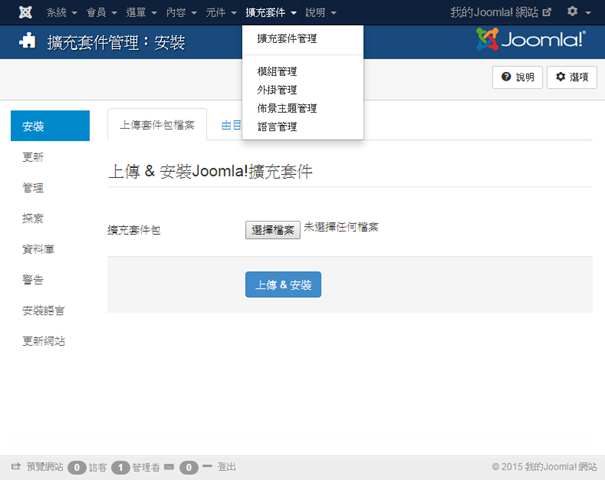 系統 會員 選單 內容 元件 擴充套件 說明 我的Joomla! 網站
擴充套件管理：安裝 Joomla!®
擴充套件管理
模組管理
外掛管理
佈景主題管理
語言管理
說明 選項
安裝
更新
管理
探索
資料庫
警告
安裝語言
更新網站
上傳套件包檔案 由目
上傳 & 安裝Joomla!擴充套件
擴充套件包 選擇檔案 未選擇任何檔案
上傳 & 安裝
預覽網站 0 訪客 1 管理者 0 登出 © 2015 我的Joomla! 網站